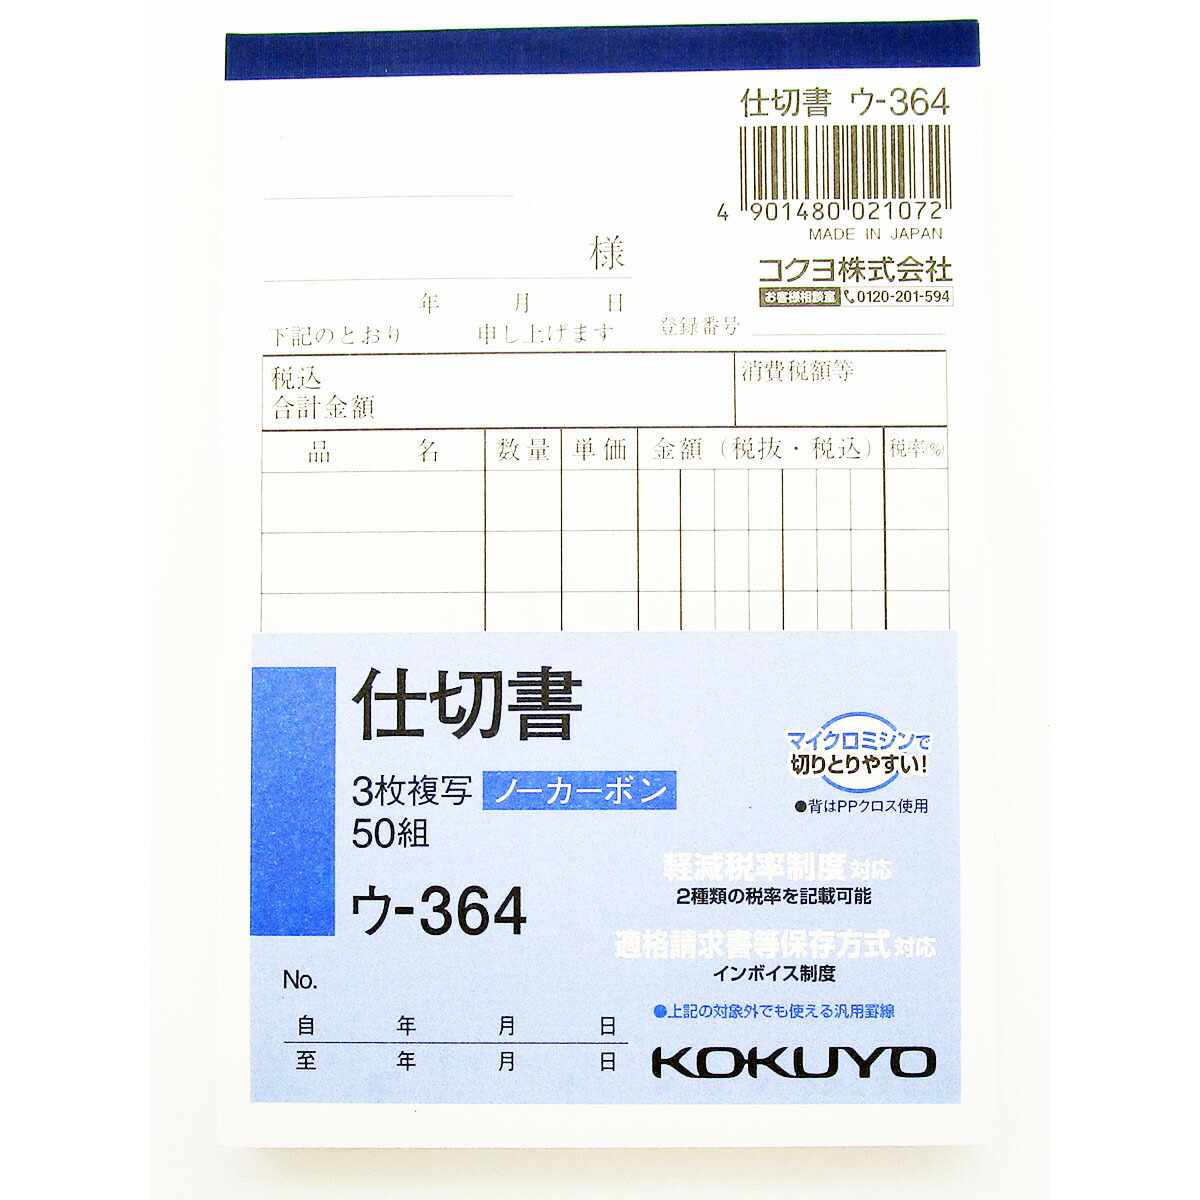 仕切書 ウ-364
4 901480 021072
MADE IN JAPAN
コクヨ株式会社
お客様相談室 0120-201-594
様
年 月 日
下記のとおり 申し上げます 登録番号
税込
合計金額
消費税額等
品 名 数量 単価 金額(税抜・税込) 税率(%)
仕切書
3枚複写 ノーカーボン
50組
ウ-364
マイクロミシンで
切りとりやすい!
●背はPPクロス使用
軽減税率制度対応
2種類の税率を記載可能
適格請求書等保存方式対応
インボイス制度
●上記の対象外でも使える汎用罫線
No.
自 年 月 日
至 年 月 日
KOKUYO